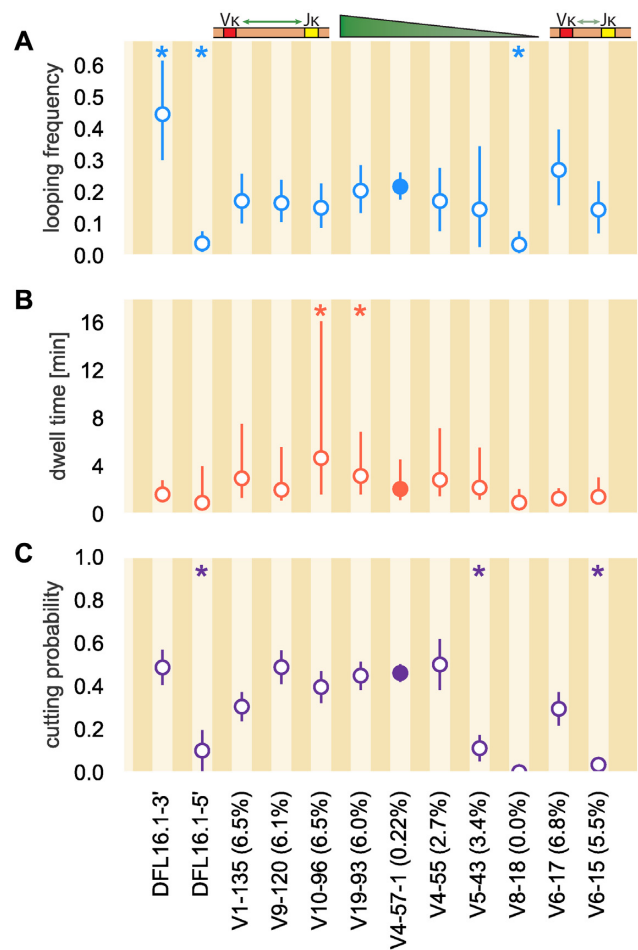 Vκ Jκ Vκ Jκ
A
* * *
looping frequency
0.6
0.5
0.4
0.3
0.2
0.1
0.0
B
* *
dwell time [min]
16
12
8
4
0
C
* * *
cutting probability
1.0
0.8
0.6
0.4
0.2
0.0
DFL16.1-3'
DFL16.1-5'
V1-135 (6.5%)
V9-120 (6.1%)
V10-96 (6.5%)
V19-93 (6.0%)
V4-57-1 (0.22%)
V4-55 (2.7%)
V5-43 (3.4%)
V8-18 (0.0%)
V6-17 (6.8%)
V6-15 (5.5%)